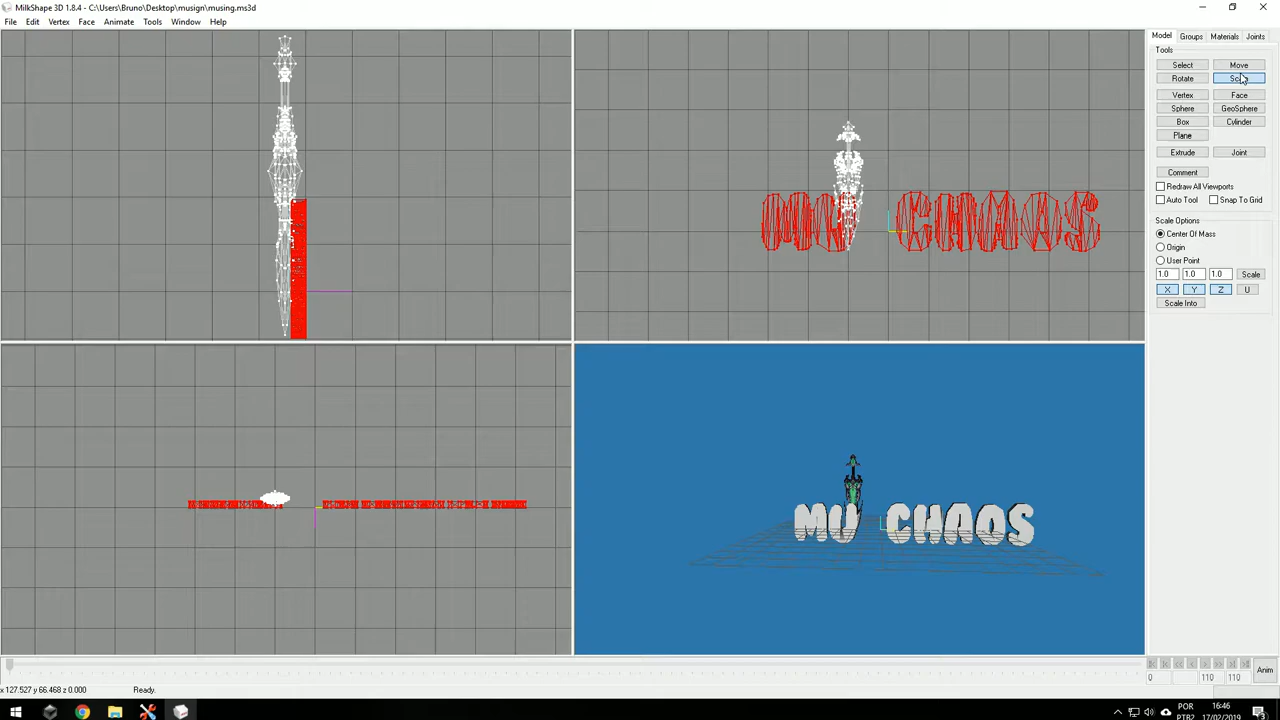 MilkShape 3D 1.8.4 - C:\Users\Bruno\Desktop\musign\musing.ms3d
File Edit Vertex Face Animate Tools Window Help
Model Groups Materials Joints
Tools
Select Move
Rotate Scale
Vertex Face
Sphere GeoSphere
Box Cylinder
Plane
Extrude Joint
Comment
Redraw All Viewports
Auto Tool Snap To Grid
Scale Options
Center Of Mass
Origin
User Point
1.0 1.0 1.0 Scale
X Y Z U
Scale Into
MU CHAOS
MU CHAOS
Anim
0 110 110
x 127.527 y 66.468 z 0.000 Ready.
POR 16:46
PTB2 17/02/2019